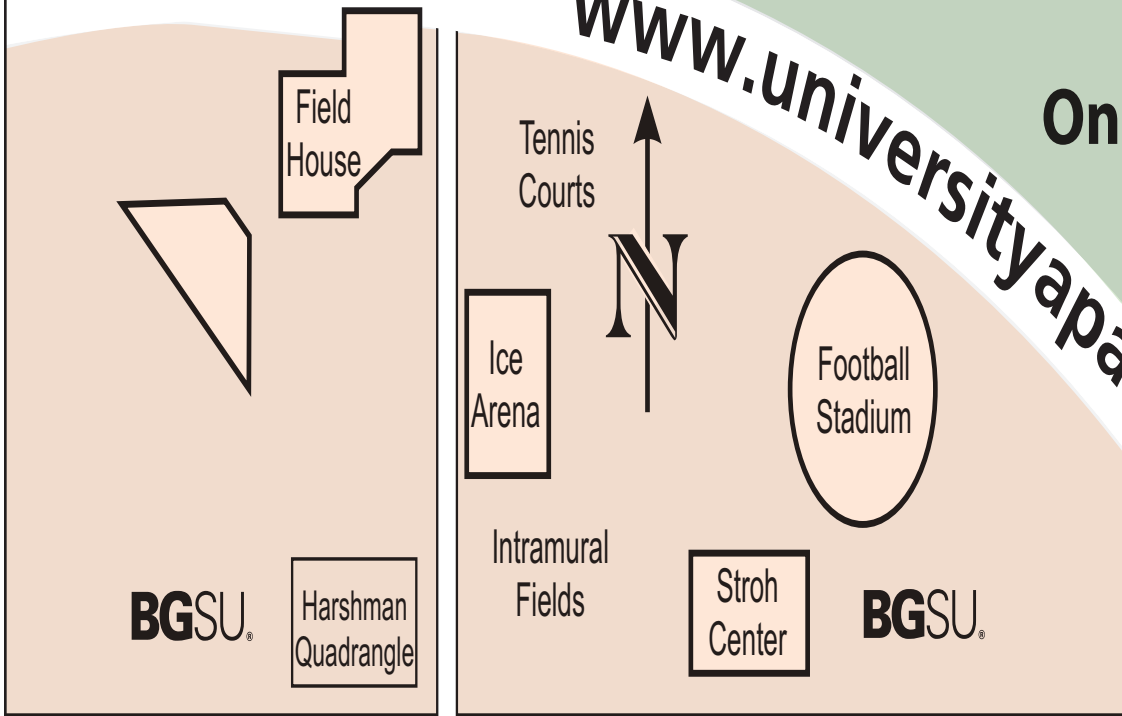 www.universityapa
On
Field
House
Tennis
Courts
N
Ice
Arena
Football
Stadium
Intramural
Fields
BGSU®
Harshman
Quadrangle
Stroh
Center
BGSU®